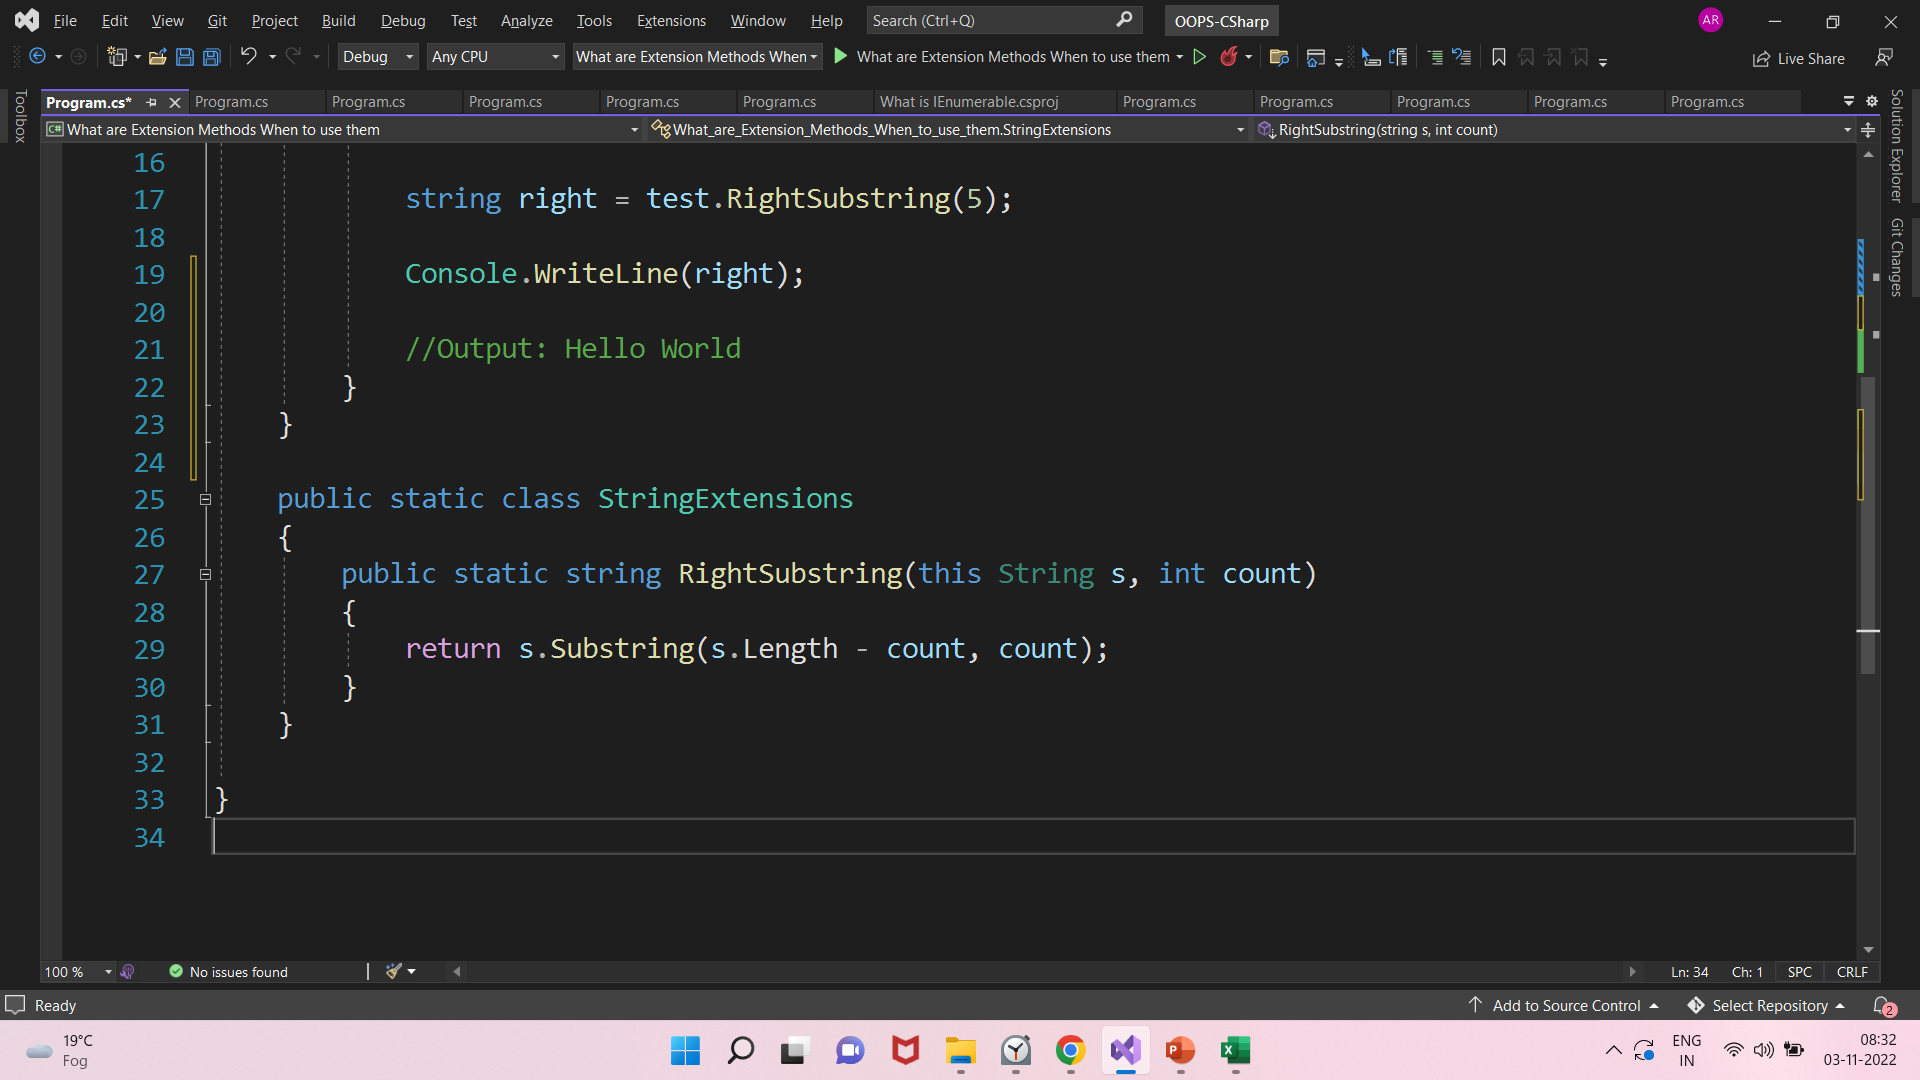 File Edit View Git Project Build Debug Test Analyze Tools Extensions Window Help Search (Ctrl+Q) OOPS-CSharp AR
Debug Any CPU What are Extension Methods When What are Extension Methods When to use them Live Share
Toolbox
Program.cs* Program.cs Program.cs Program.cs Program.cs Program.cs What is IEnumerable.csproj Program.cs Program.cs Program.cs Program.cs Program.cs
C# What are Extension Methods When to use them What_are_Extension_Methods_When_to_use_them.StringExtensions RightSubstring(string s, int count)
Solution Explorer
Git Changes
16
17 string right = test.RightSubstring(5);
18
19 Console.WriteLine(right);
20
21 //Output: Hello World
22 }
23 }
24
25 public static class StringExtensions
26 {
27 public static string RightSubstring(this String s, int count)
28 {
29 return s.Substring(s.Length - count, count);
30 }
31 }
32
33 }
34
100 % No issues found Ln: 34 Ch: 1 SPC CRLF
Ready Add to Source Control Select Repository 2
19°C
Fog
ENG
IN
08:32
03-11-2022